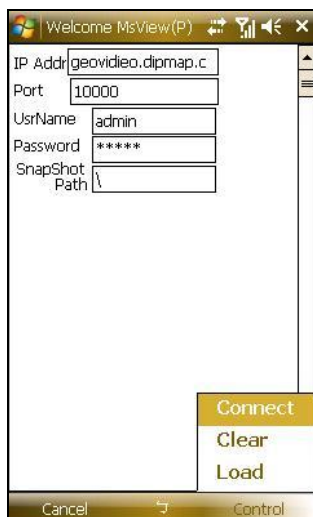 Welcome MsView(P)
IP Addr geovidieo.dipmap.c
Port 10000
UsrName admin
Password *****
SnapShot
Path \
Connect
Clear
Load
Cancel Control